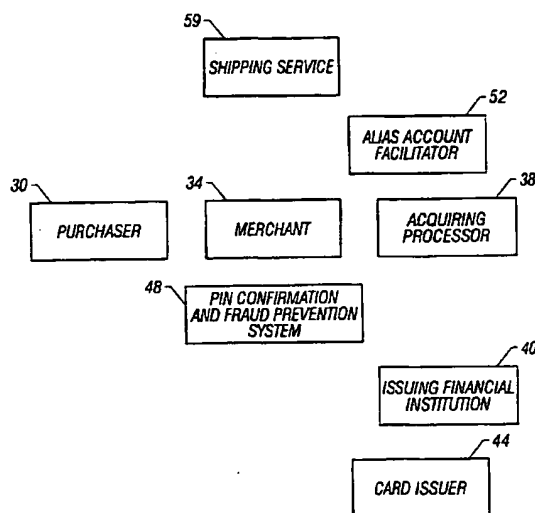 59
SHIPPING SERVICE
52
ALIAS ACCOUNT
FACILITATOR
30
PURCHASER
34
MERCHANT
38
ACQUIRING
PROCESSOR
48
PIN CONFIRMATION
AND FRAUD PREVENTION
SYSTEM
40
ISSUING FINANCIAL
INSTITUTION
44
CARD ISSUER